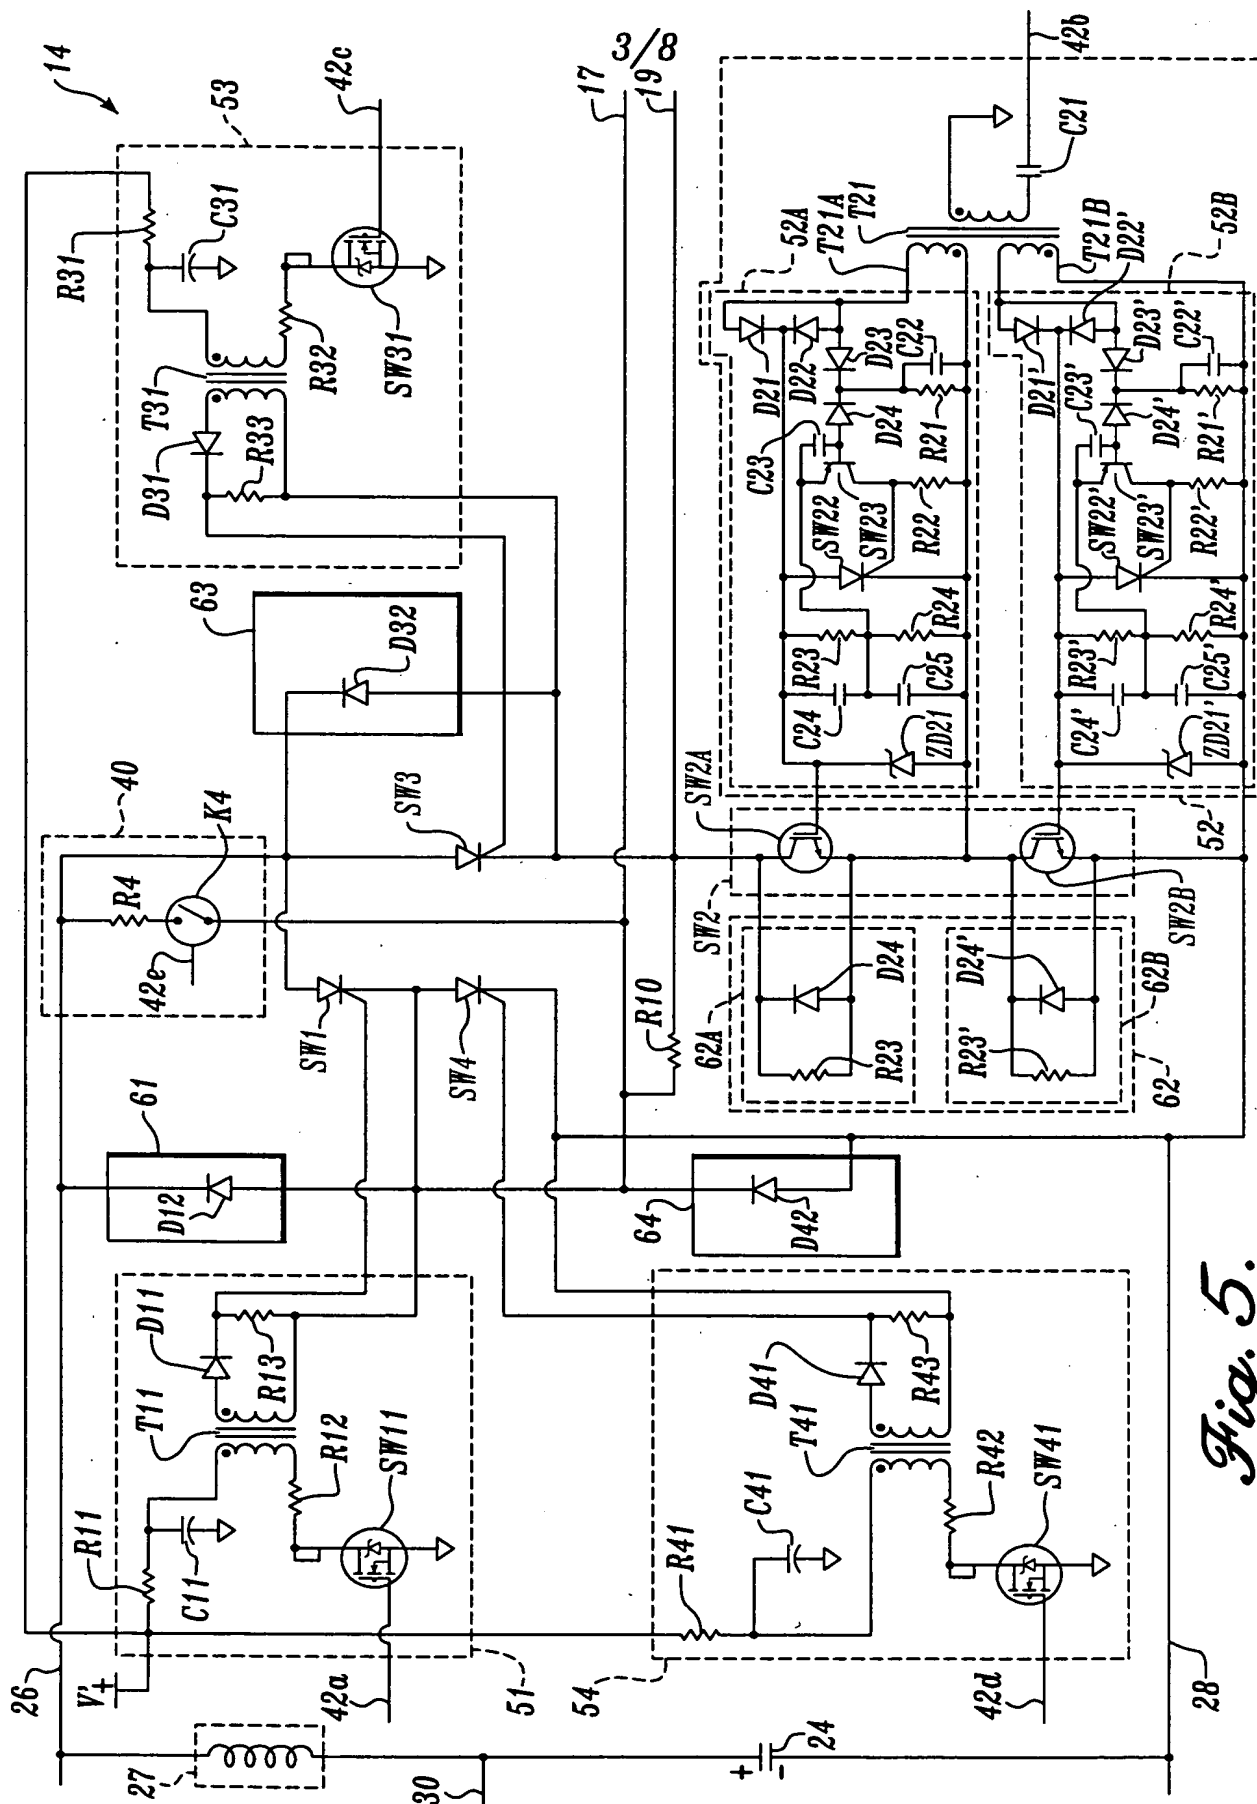 3/8
14
53
R31
C31
42c
T31
D31
R33
R32
SW31
17
19
42b
C21
T21
T21A
52A
T21B
D22'
52B
D21
D22
D23
C22
C23
D24
R21
SW22
SW23
R22
R23
R24
C24
C25
ZD21
D21'
C23'
D23'
C22'
D24'
R21'
SW22'
SW23'
R22'
R23'
R24'
C24'
C25'
ZD21'
52
63
D32
40
K4
R4
42e
SW3
SW1
SW4
SW2A
SW2
SW2B
R10
62A
D24
R23
D24'
R23'
62B
62
61
D12
64
D42
D11
T11
R13
R12
SW11
R11
C11
51
42a
D41
T41
R43
R42
SW41
C41
R41
54
42d
26
V'+
27
30
+
-
24
28
Fig. 5.